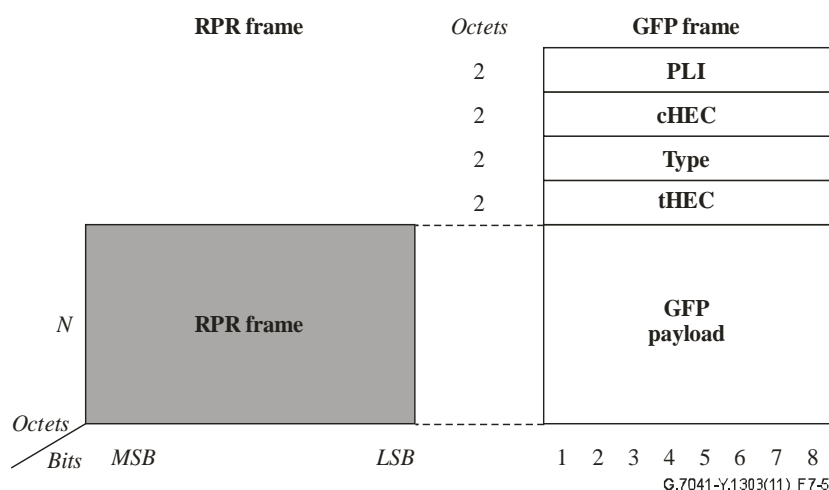 RPR frame Octets GFP frame
2 PLI
2 cHEC
2 Type
2 tHEC
N RPR frame GFP
payload
Octets
Bits MSB LSB 1 2 3 4 5 6 7 8
G.7041-Y.1303(11)_F7-5